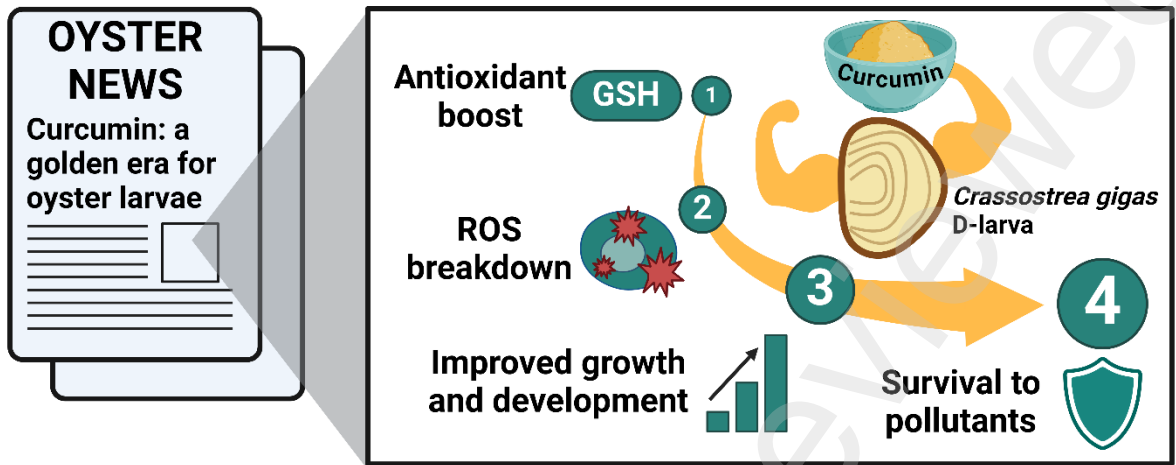 OYSTER
NEWS
Curcumin: a
golden era for
oyster larvae
Antioxidant
boost
GSH
1
Curcumin
Crassostrea gigas
D-larva
2
ROS
breakdown
3
4
Improved growth
and development
Survival to
pollutants